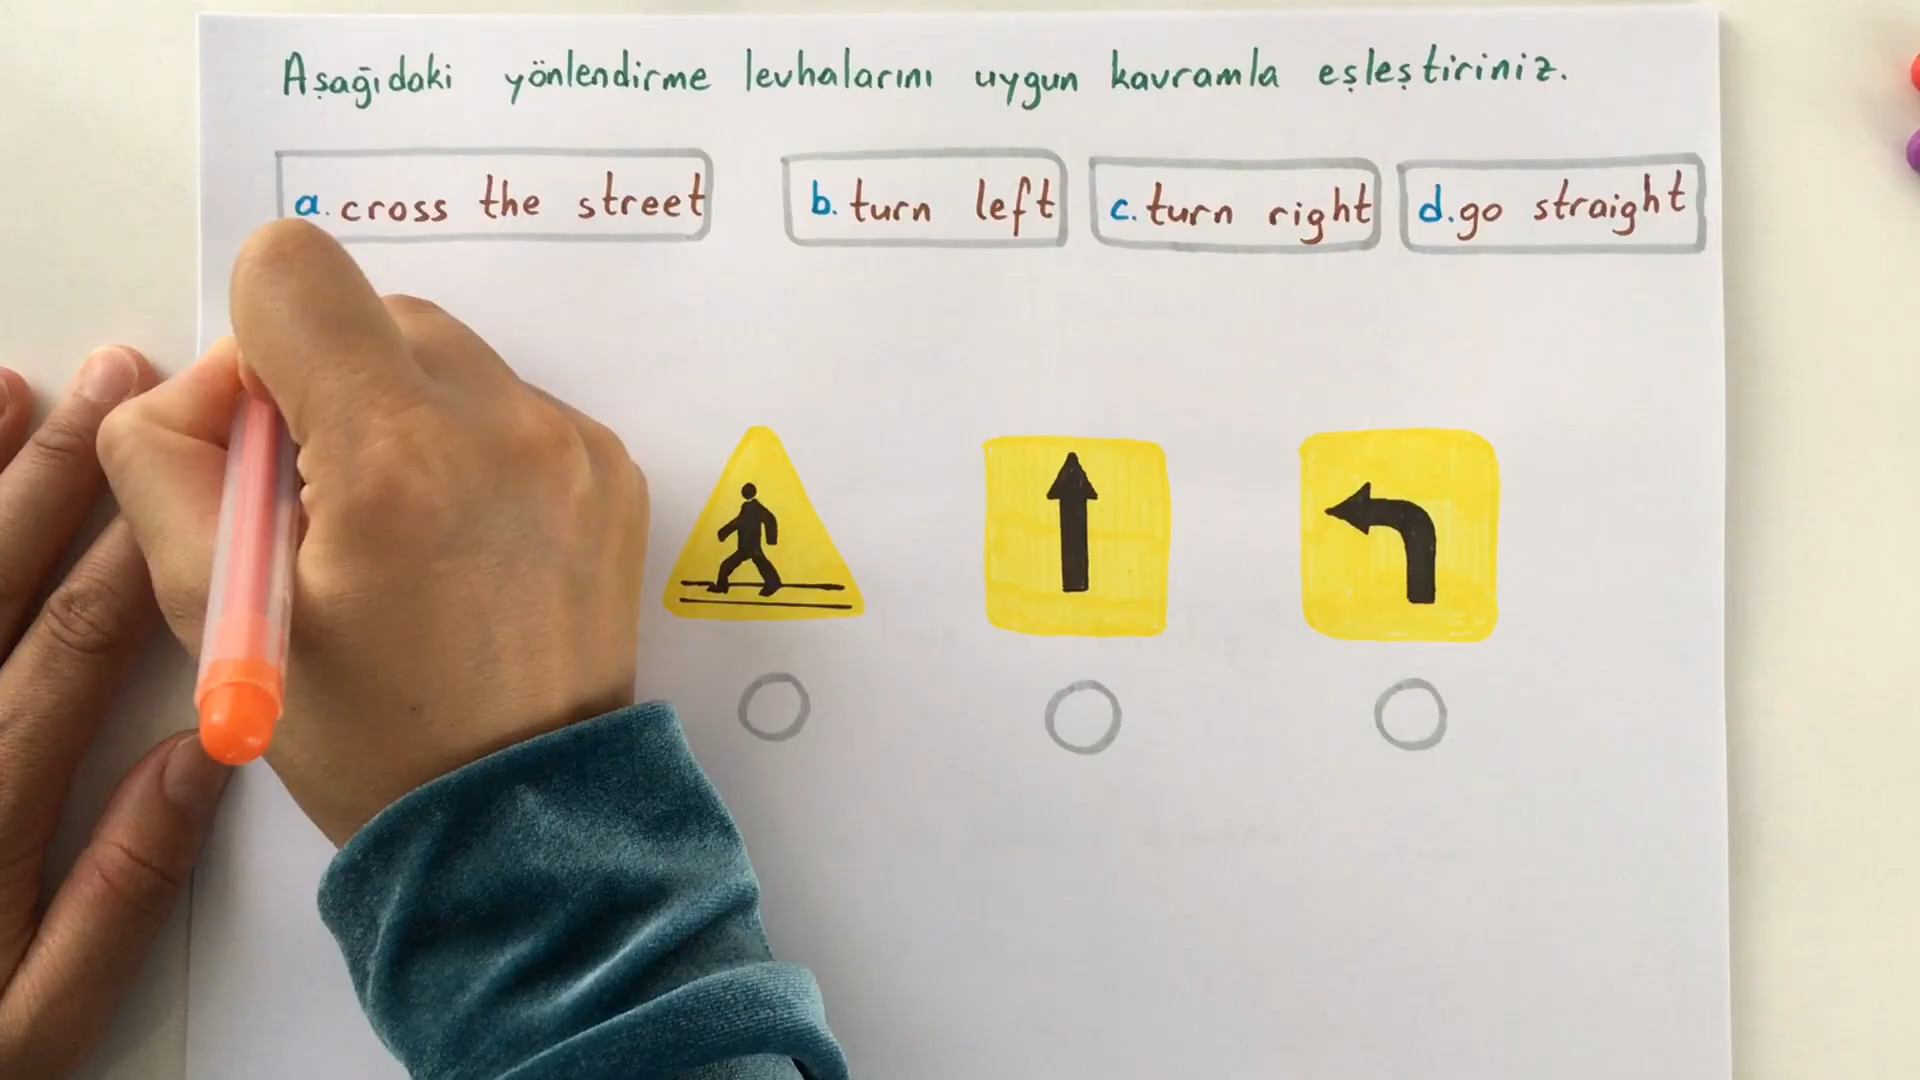 Aşağıdaki yönlendirme levhalarını uygun kavramla eşleştiriniz.
a. cross the street b. turn left c. turn right d. go straight